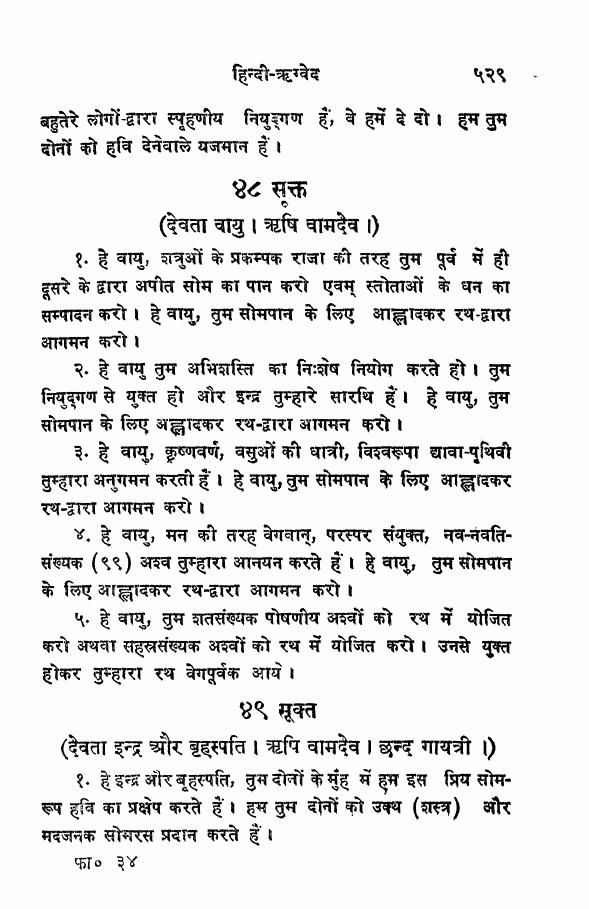 हिन्दी-ऋग्वेद ५२९
बहुतेरे लोगों-द्वारा स्पृहणीय नियुद्गण हैं, वे हमें दे दो। हम तुम
दोनों को हवि देनेवाले यजमान हैं।
४८ सूक्त
(देवता वायु। ऋषि वामदेव।)
१. हे वायु, शत्रुओं के प्रकम्पक राजा की तरह तुम पूर्व में ही
दूसरे के द्वारा अपीत सोम का पान करो एवम् स्तोताओं के धन का
सम्पादन करो। हे वायु, तुम सोमपान के लिए आह्लादकर रथ-द्वारा
आगमन करो।
२. हे वायु तुम अभिशस्ति का निःशेष नियोग करते हो। तुम
नियुद्गण से युक्त हो और इन्द्र तुम्हारे सारथि हैं। हे वायु, तुम
सोमपान के लिए आह्लादकर रथ-द्वारा आगमन करो।
३. हे वायु, कृष्णवर्ण, वसुओं की धात्री, विश्वरूपा द्यावा-पृथिवी
तुम्हारा अनुगमन करती हैं। हे वायु, तुम सोमपान के लिए आह्लादकर
रथ-द्वारा आगमन करो।
४. हे वायु, मन की तरह वेगवान्, परस्पर संयुक्त, नव-नवति-
संख्यक (९९) अश्व तुम्हारा आनयन करते हैं। हे वायु, तुम सोमपान
के लिए आह्लादकर रथ-द्वारा आगमन करो।
५. हे वायु, तुम शतसंख्यक पोषणीय अश्वों को रथ में योजित
करो अथवा सहस्रसंख्यक अश्वों को रथ में योजित करो। उनसे युक्त
होकर तुम्हारा रथ वेगपूर्वक आये।
४९ सूक्त
(देवता इन्द्र और बृहस्पति। ऋषि वामदेव। छन्द गायत्री।)
१. हे इन्द्र और बृहस्पति, तुम दोनों के मुँह में हम इस प्रिय सोम-
रूप हवि का प्रक्षेप करते हैं। हम तुम दोनों को उक्थ (शस्त्र) और
मदजनक सोमरस प्रदान करते हैं।
फा० ३४